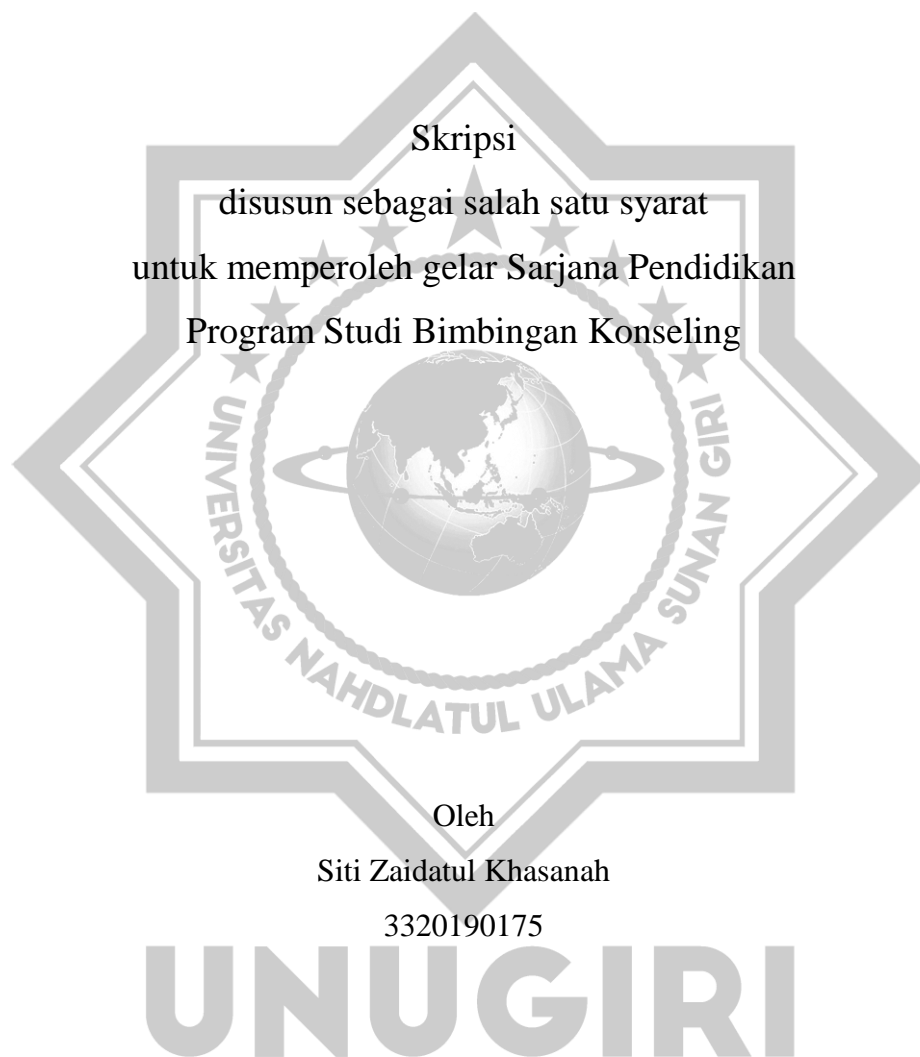 Skripsi
disusun sebagai salah satu syarat
untuk memperoleh gelar Sarjana Pendidikan
Program Studi Bimbingan Konseling
UNIVERSITAS NAHDLATUL ULAMA SUNAN GIRI
Oleh
Siti Zaidatul Khasanah
3320190175
UNUGIRI